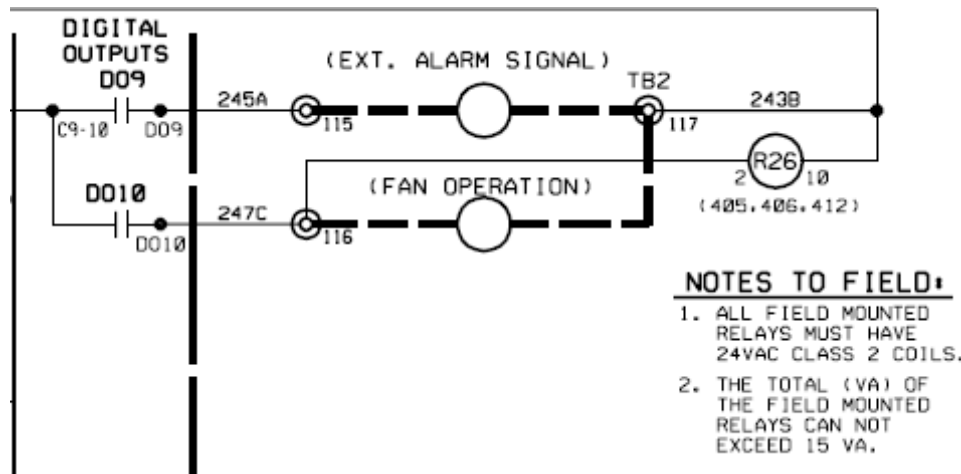 DIGITAL
OUTPUTS
DO9
C9-10
DO9
245A
115
(EXT. ALARM SIGNAL)
TB2
117
243B
R26
2
10
(405,406,412)
DO10
DO10
247C
116
(FAN OPERATION)
NOTES TO FIELD:
1. ALL FIELD MOUNTED
RELAYS MUST HAVE
24VAC CLASS 2 COILS.
2. THE TOTAL (VA) OF
THE FIELD MOUNTED
RELAYS CAN NOT
EXCEED 15 VA.